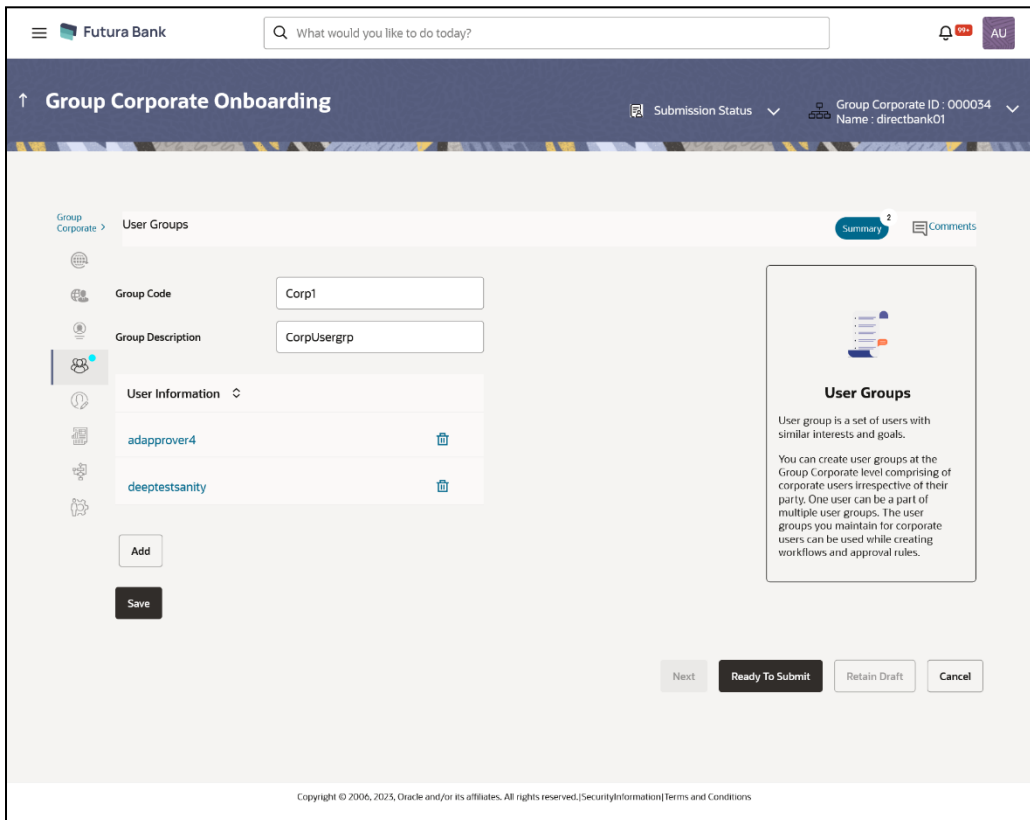 Futura Bank
What would you like to do today?
99+
AU
↑ Group Corporate Onboarding
Submission Status
Group Corporate ID : 000034
Name : directbank01
Group
Corporate >
User Groups
Summary
2
Comments
Group Code
Corp1
Group Description
CorpUsergrp
User Information
adapprover4
deeptestsanity
Add
Save
User Groups
User group is a set of users with
similar interests and goals.
You can create user groups at the
Group Corporate level comprising of
corporate users irrespective of their
party. One user can be a part of
multiple user groups. The user
groups you maintain for corporate
users can be used while creating
workflows and approval rules.
Next
Ready To Submit
Retain Draft
Cancel
Copyright © 2006, 2023, Oracle and/or its affiliates. All rights reserved.|SecurityInformation|Terms and Conditions